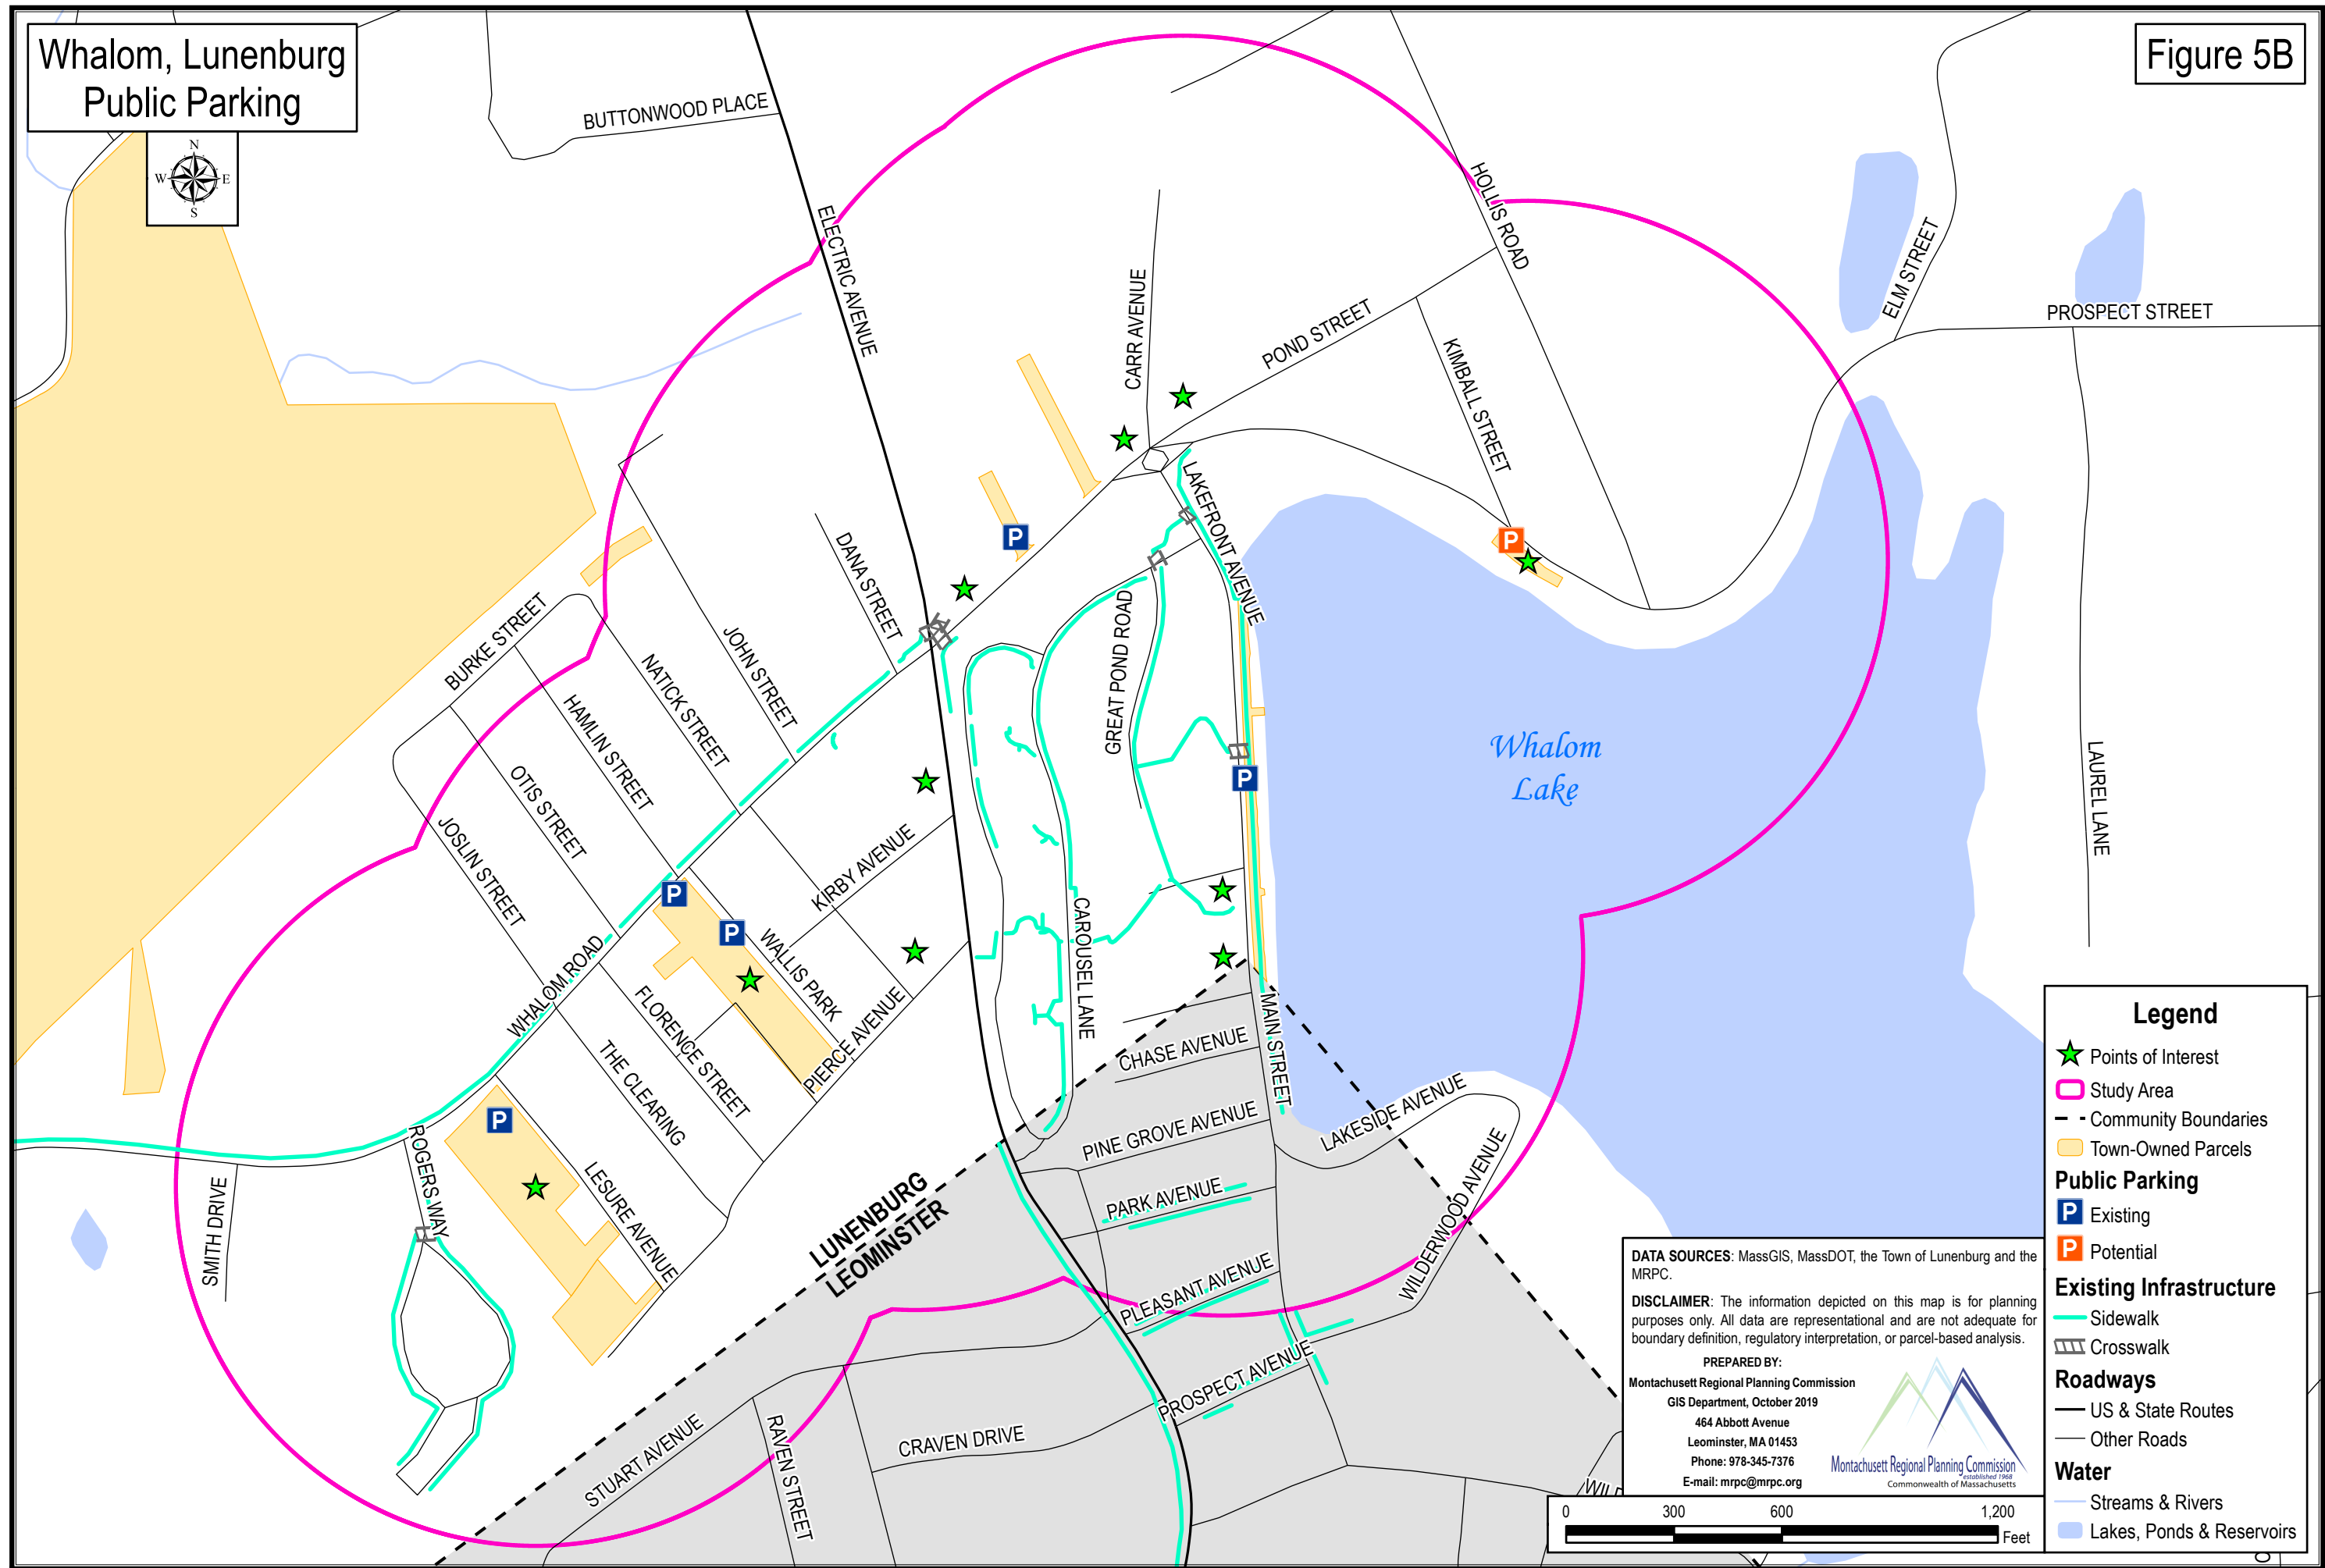 Whalom, Lunenburg
Public Parking
Figure 5B
N
W
E
S
BUTTONWOOD PLACE
ELECTRIC AVENUE
HOLLIS ROAD
CARR AVENUE
POND STREET
KIMBALL STREET
ELM STREET
PROSPECT STREET
LAKEFRONT AVENUE
P
P
DANA STREET
JOHN STREET
BURKE STREET
NATICK STREET
HAMLIN STREET
GREAT POND ROAD
OTIS STREET
JOSLIN STREET
Whalom
Lake
P
LAUREL LANE
KIRBY AVENUE
P
P
WALLIS PARK
CAROUSEL LANE
WHALOM ROAD
FLORENCE STREET
PIERCE AVENUE
THE CLEARING
MAIN STREET
CHASE AVENUE
P
PINE GROVE AVENUE
LAKESIDE AVENUE
ROGERS WAY
LESURE AVENUE
SMITH DRIVE
PARK AVENUE
WILDERWOOD AVENUE
LUNENBURG
LEOMINSTER
PLEASANT AVENUE
PROSPECT AVENUE
STUART AVENUE
RAVEN STREET
CRAVEN DRIVE
Legend
Points of Interest
Study Area
Community Boundaries
Town-Owned Parcels
Public Parking
P Existing
P Potential
Existing Infrastructure
Sidewalk
Crosswalk
Roadways
US & State Routes
Other Roads
Water
Streams & Rivers
Lakes, Ponds & Reservoirs
DATA SOURCES: MassGIS, MassDOT, the Town of Lunenburg and the
MRPC.
DISCLAIMER: The information depicted on this map is for planning
purposes only. All data are representational and are not adequate for
boundary definition, regulatory interpretation, or parcel-based analysis.
PREPARED BY:
Montachusett Regional Planning Commission
GIS Department, October 2019
464 Abbott Avenue
Leominster, MA 01453
Phone: 978-345-7376
E-mail: mrpc@mrpc.org
Montachusett Regional Planning Commission
established 1968
Commonwealth of Massachusetts
0 300 600 1,200
Feet